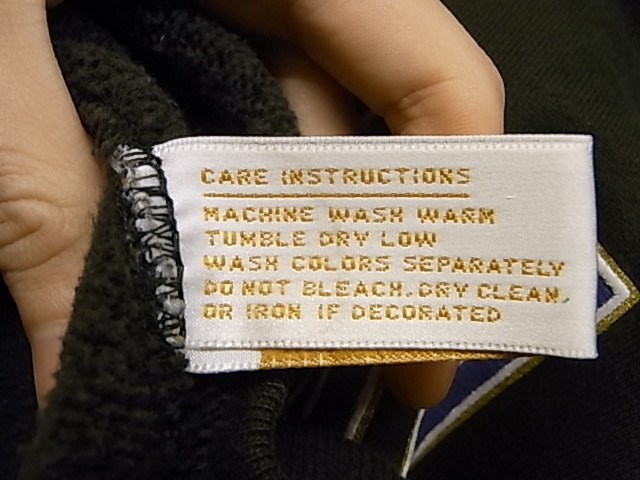 CARE INSTRUCTIONS
MACHINE WASH WARM
TUMBLE DRY LOW
WASH COLORS SEPARATELY
DO NOT BLEACH. DRY CLEAN.
OR IRON IF DECORATED